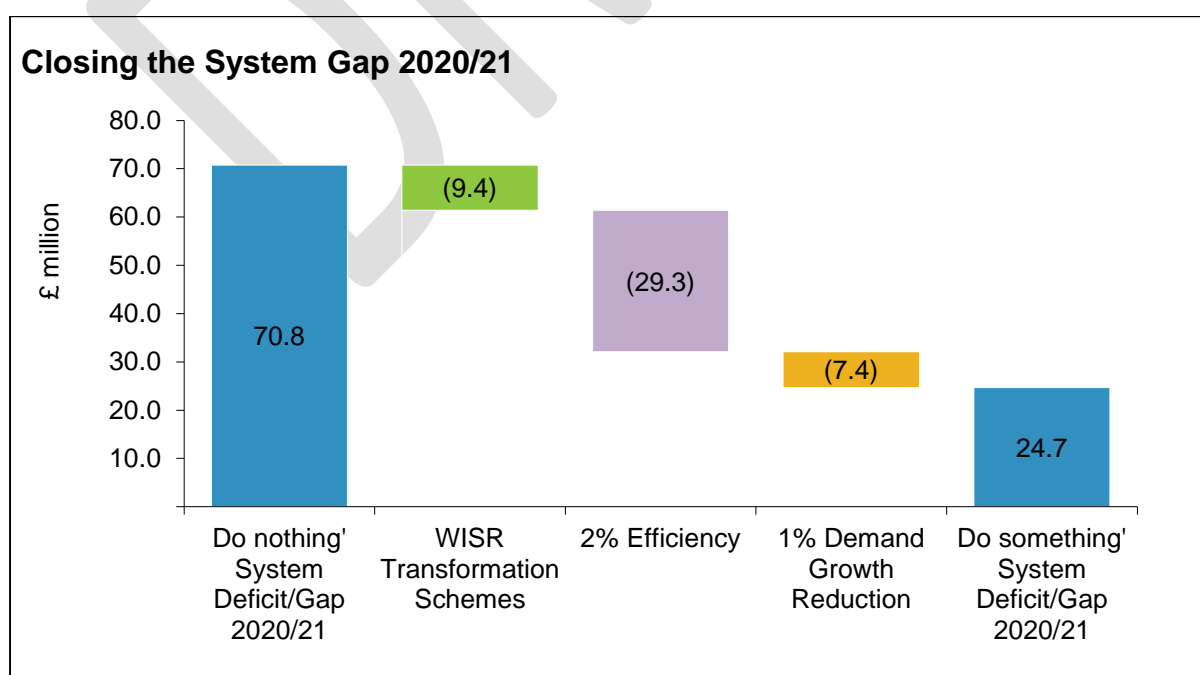 Closing the System Gap 2020/21
80.0
70.0
60.0
50.0
40.0
30.0
20.0
10.0
£ million
70.8
(9.4)
(29.3)
(7.4)
24.7
Do nothing'
System
Deficit/Gap
2020/21
WISR
Transformation
Schemes
2% Efficiency
1% Demand
Growth
Reduction
Do something'
System
Deficit/Gap
2020/21